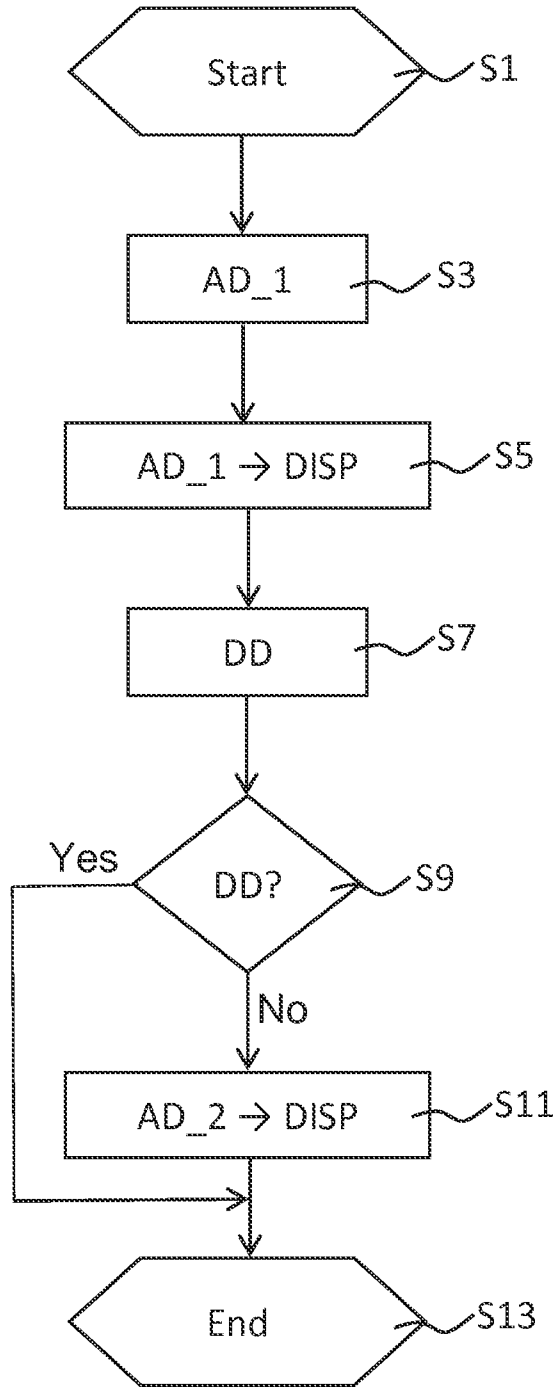 Start S1
AD_1 S3
AD_1 → DISP S5
DD S7
Yes
DD? S9
No
AD_2 → DISP S11
End S13